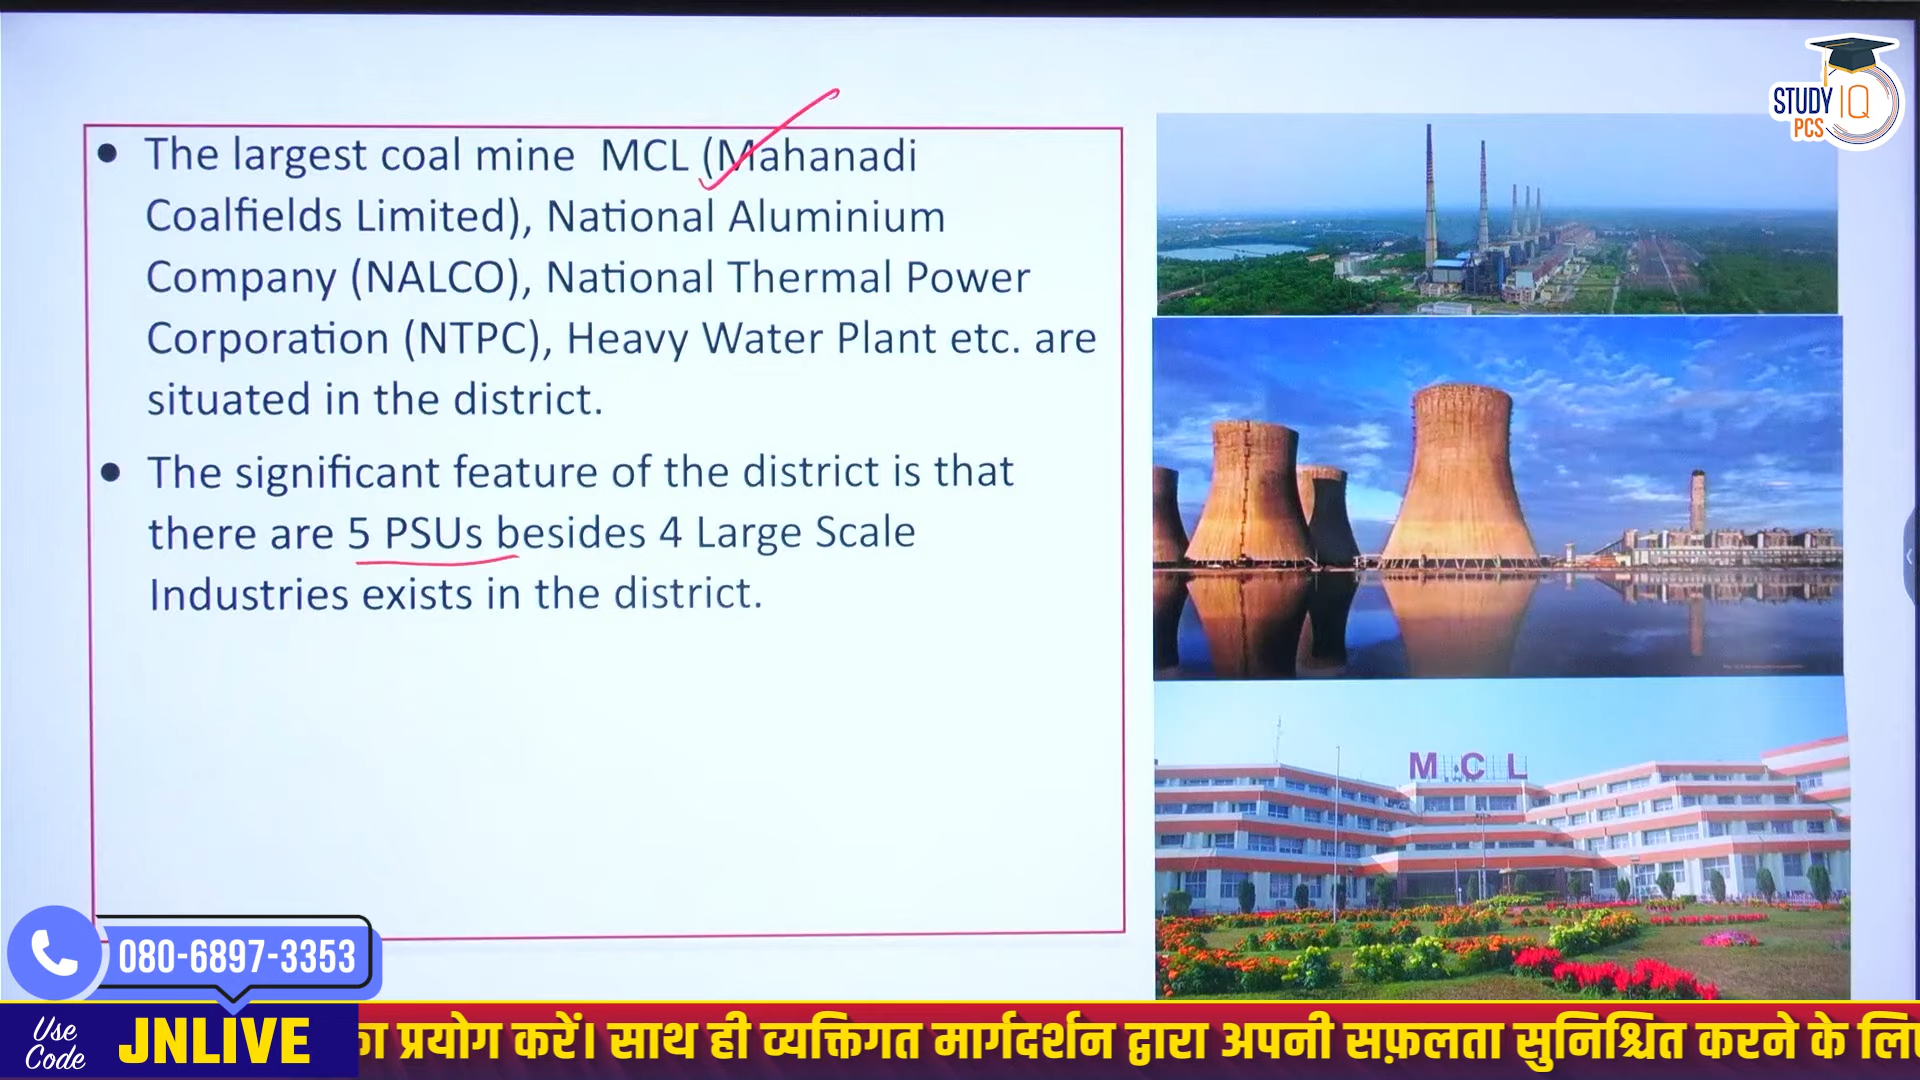 STUDY IQ
PCS
The largest coal mine MCL (Mahanadi
Coalfields Limited), National Aluminium
Company (NALCO), National Thermal Power
Corporation (NTPC), Heavy Water Plant etc. are
situated in the district.
The significant feature of the district is that
there are 5 PSUs besides 4 Large Scale
Industries exists in the district.
M C L
080-6897-3353
Use
Code
JNLIVE
प्रयोग करें। साथ ही व्यक्तिगत मार्गदर्शन द्वारा अपनी सफ़लता सुनिश्चित करने के